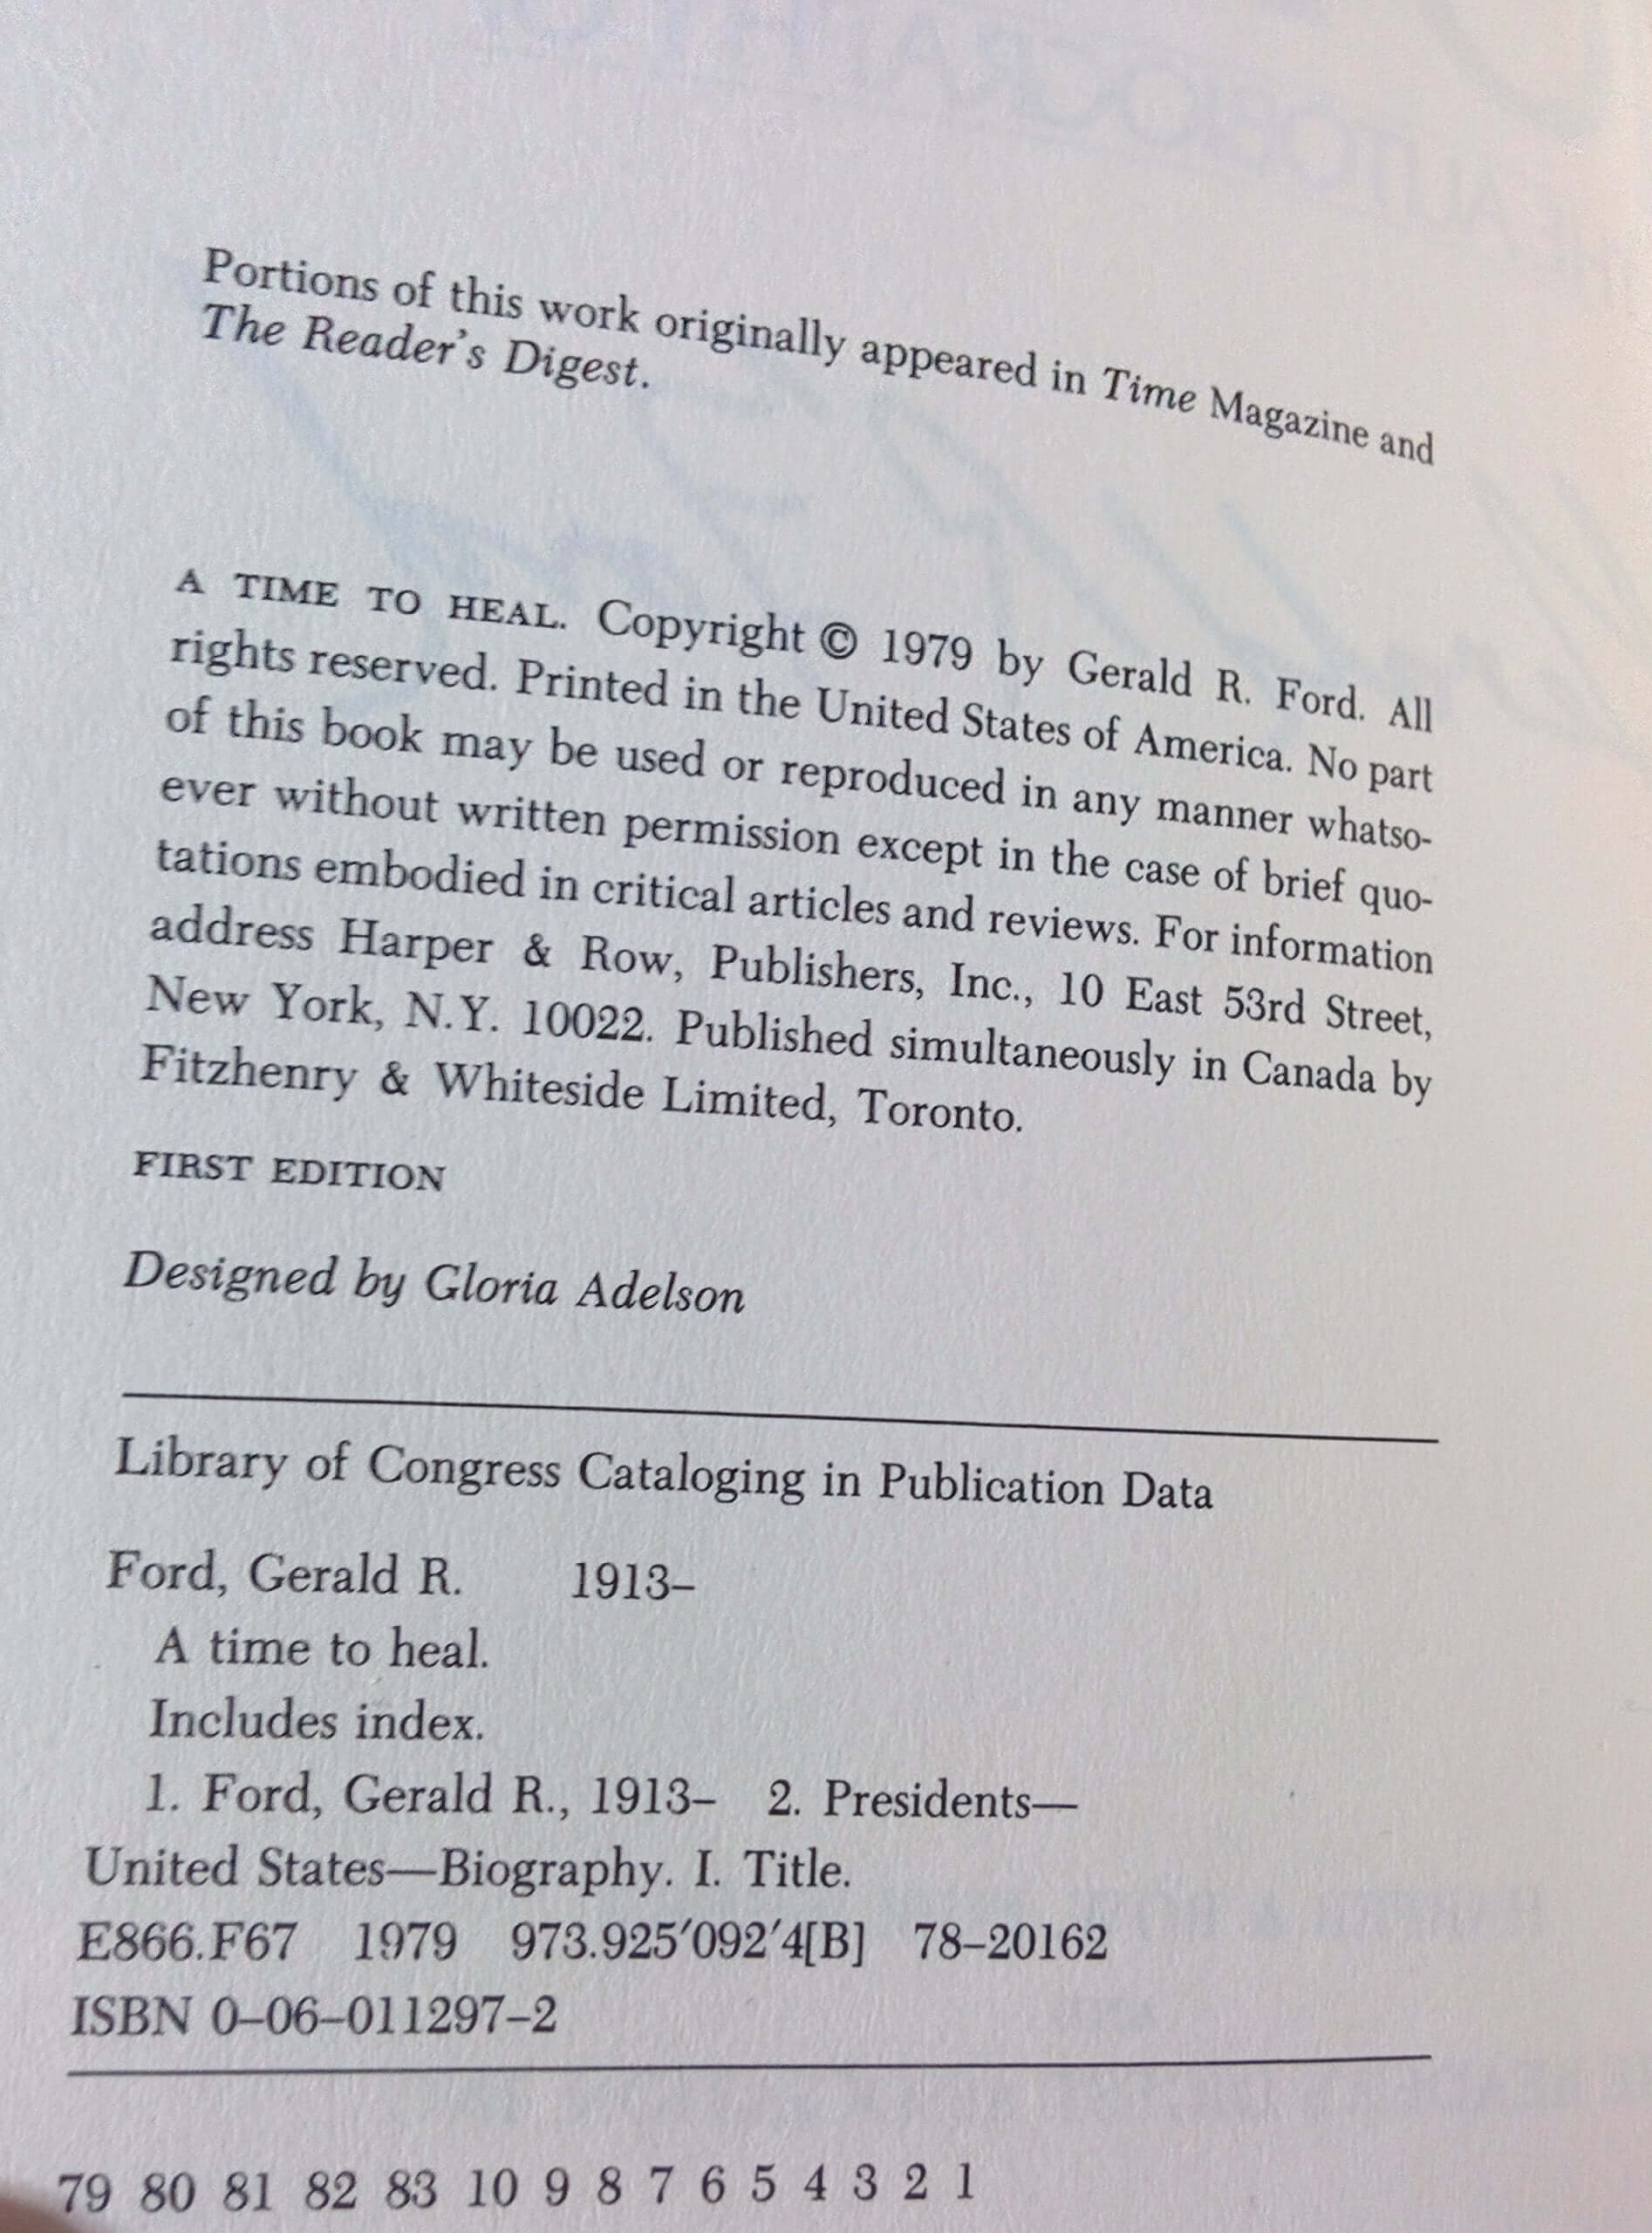 Portions of this work originally appeared in Time Magazine and
The Reader's Digest.
A TIME TO HEAL. Copyright © 1979 by Gerald R. Ford. All
rights reserved. Printed in the United States of America. No part
of this book may be used or reproduced in any manner whatso-
ever without written permission except in the case of brief quo-
tations embodied in critical articles and reviews. For information
address Harper & Row, Publishers, Inc., 10 East 53rd Street,
New York, N.Y. 10022. Published simultaneously in Canada by
Fitzhenry & Whiteside Limited, Toronto.
FIRST EDITION
Designed by Gloria Adelson
Library of Congress Cataloging in Publication Data
Ford, Gerald R. 1913–
A time to heal.
Includes index.
1. Ford, Gerald R., 1913– 2. Presidents—
United States—Biography. I. Title.
E866.F67 1979 973.925′092′4[B] 78–20162
ISBN 0–06–011297–2
79 80 81 82 83 10 9 8 7 6 5 4 3 2 1